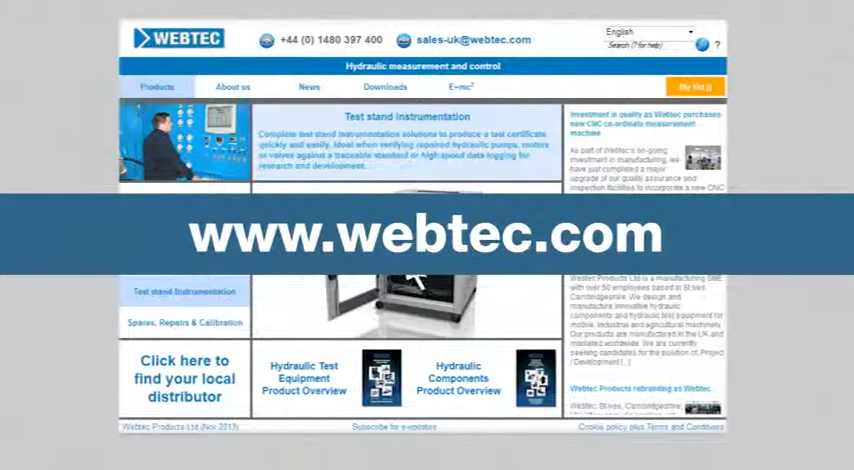 WEBTEC
+44 (0) 1480 397 400
sales-uk@webtec.com
English
Search (? for help)
?
Hydraulic measurement and control
Products
About us
News
Downloads
E=mc²
My list ()
Test stand Instrumentation
Complete test stand instrumentation solutions to produce a test certificate
quickly and easily. Ideal when verifying repaired hydraulic pumps, motors
or valves against a traceable standard or high speed data logging for
research and development.
Investment in quality as Webtec purchases
new CNC co-ordinate measurement
machine
As part of Webtec's on-going
investment in manufacturing, we
have just completed a major
upgrade of our quality assurance and
inspection facilities to incorporate a new CNC
www.webtec.com
Test stand Instrumentation
Spares, Repairs & Calibration
Webtec Products Ltd is a manufacturing SME
with over 50 employees based in St Ives,
Cambridgeshire. We design and
manufacture innovative hydraulic
components and hydraulic test equipment for
mobile, industrial and agricultural machinery.
Our products are manufactured in the UK and
marketed worldwide. We are currently
seeking candidates for the position of, Project
/ Development [...]
Webtec Products rebranding as Webtec
Webtec, St Ives, Cambridgeshire,
Click here to
find your local
distributor
Hydraulic Test
Equipment
Product Overview
Hydraulic
Components
Product Overview
Webtec Products Ltd (Nov 2013)
Subscribe for e-updates
Cookie policy plus Terms and Conditions